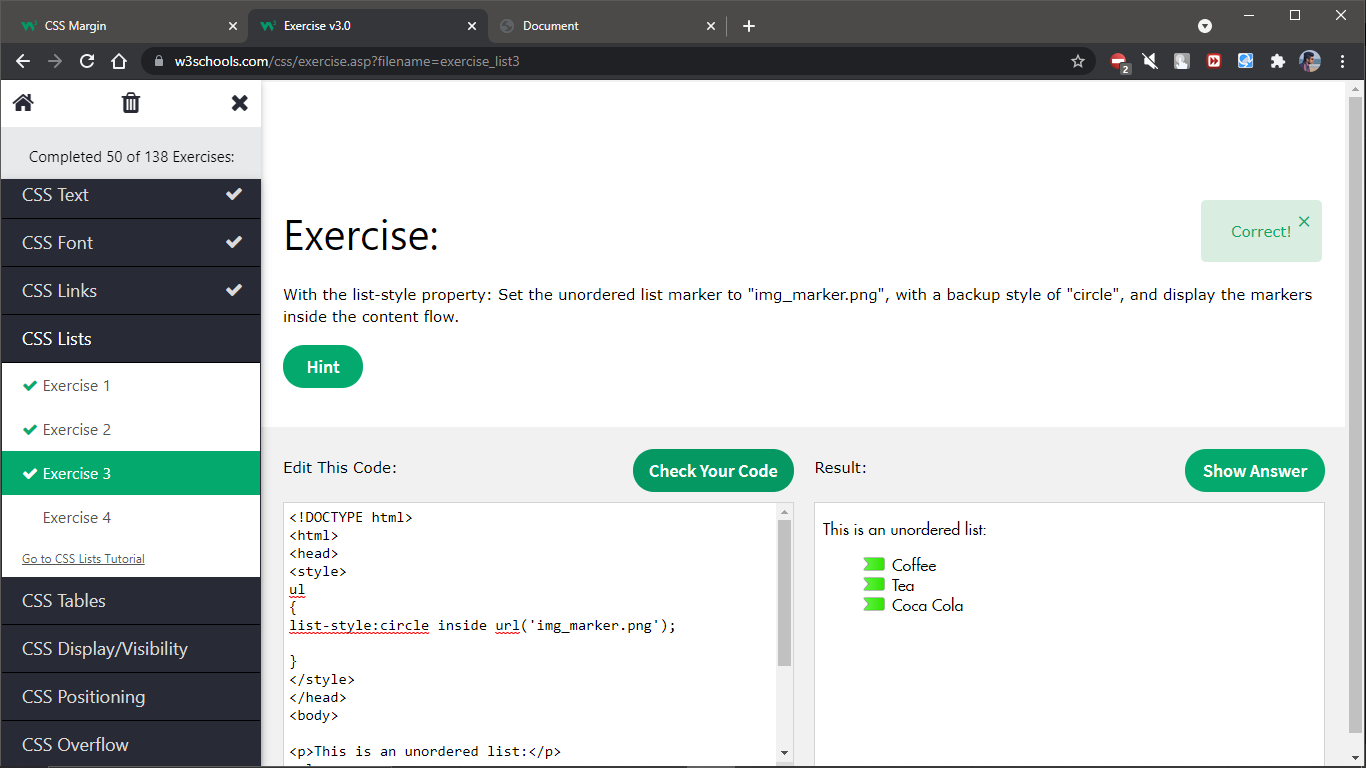 CSS Margin
Exercise v3.0
Document
w3schools.com/css/exercise.asp?filename=exercise_list3
2
Completed 50 of 138 Exercises:
CSS Text
CSS Font
CSS Links
CSS Lists
Exercise 1
Exercise 2
Exercise 3
Exercise 4
Go to CSS Lists Tutorial
CSS Tables
CSS Display/Visibility
CSS Positioning
CSS Overflow
Exercise:
Correct!
With the list-style property: Set the unordered list marker to "img_marker.png", with a backup style of "circle", and display the markers
inside the content flow.
Hint
Edit This Code:
Check Your Code
<!DOCTYPE html>
<html>
<head>
<style>
ul
{
list-style:circle inside url('img_marker.png');
}
</style>
</head>
<body>
<p>This is an unordered list:</p>
Result:
Show Answer
This is an unordered list:
Coffee
Tea
Coca Cola